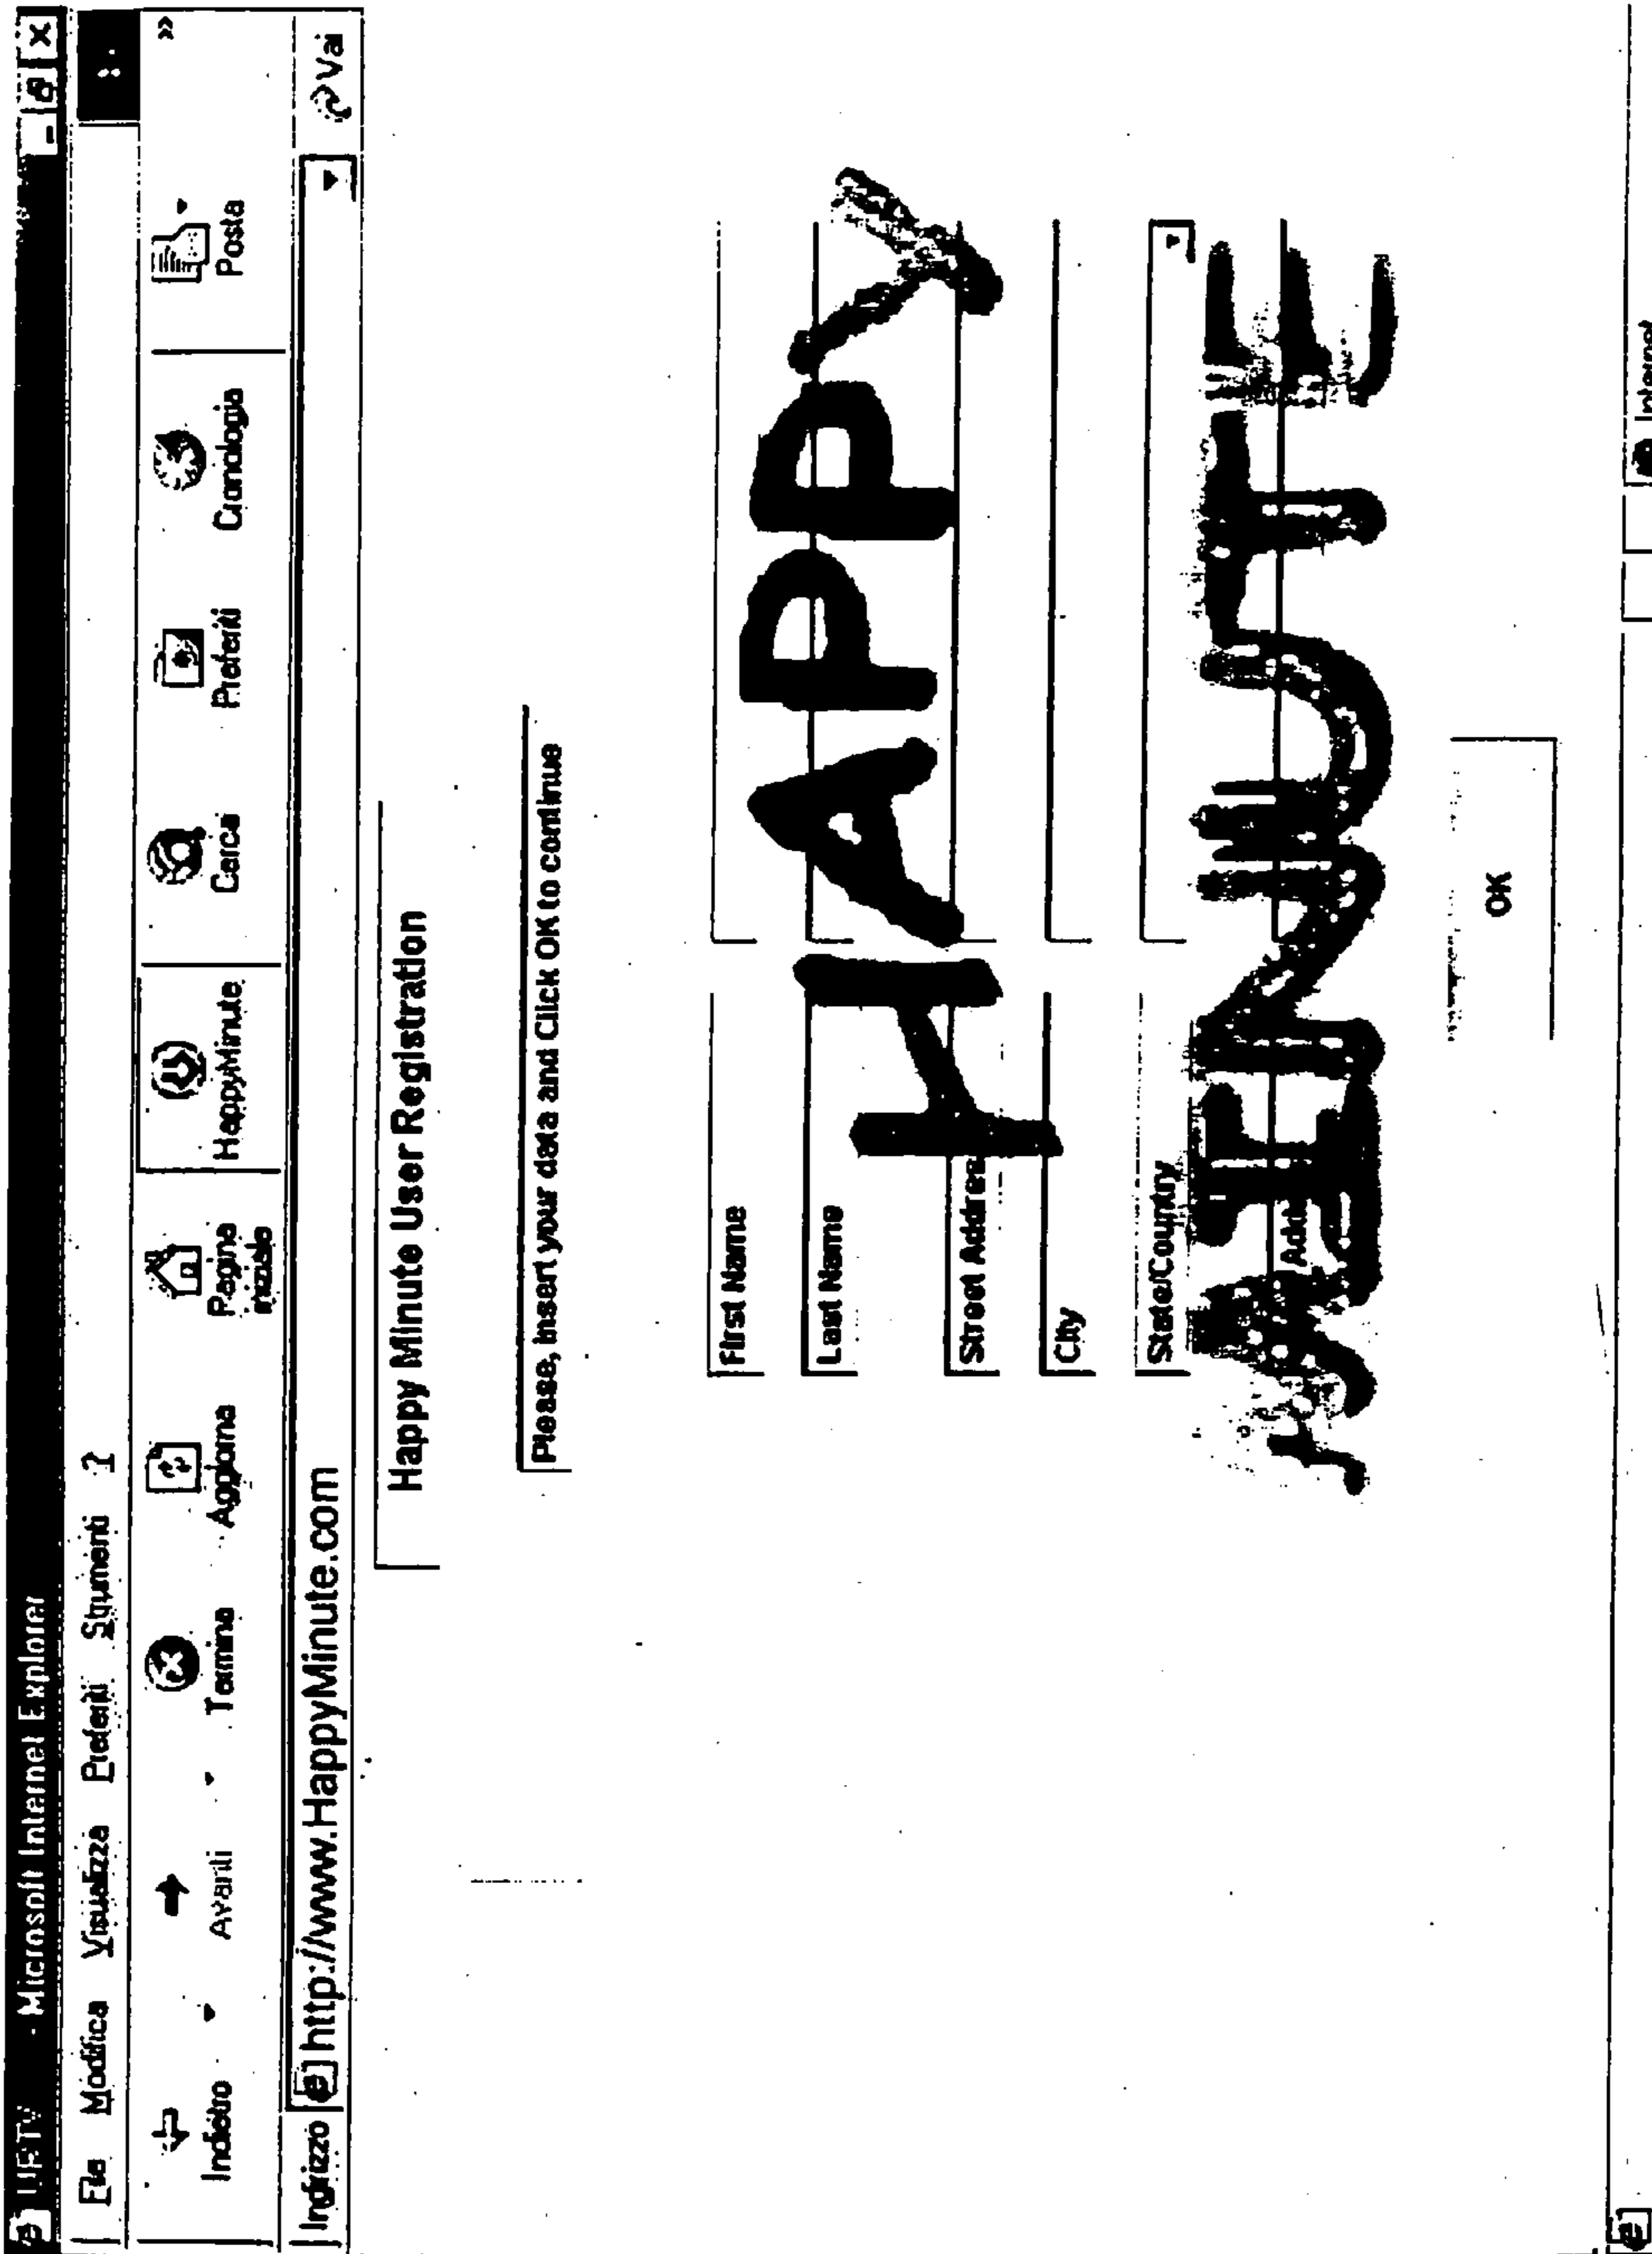 - Microsoft Internet Explorer
File Modifica Visualizza Preferiti Strumenti ?
Indietro Avanti Termina Aggiorna Pagina iniziale HappyMinute Cerca Preferiti Cronologia Posta »
Indirizzo http://www.HappyMinute.com Vai
Happy Minute User Registration
Please, insert your data and Click OK to continue
First Name
Last Name
Street Addres
City
State/Country
Add
HAPPY
MINUTE
OK
Internet